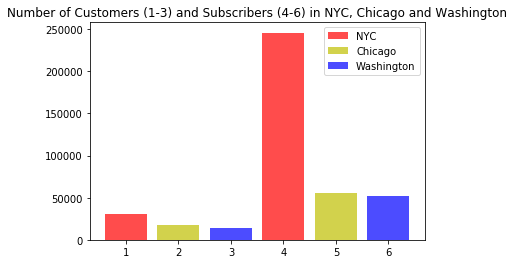 Number of Customers (1-3) and Subscribers (4-6) in NYC, Chicago and Washington
250000
200000
150000
100000
50000
0
NYC
Chicago
Washington
1 2 3 4 5 6